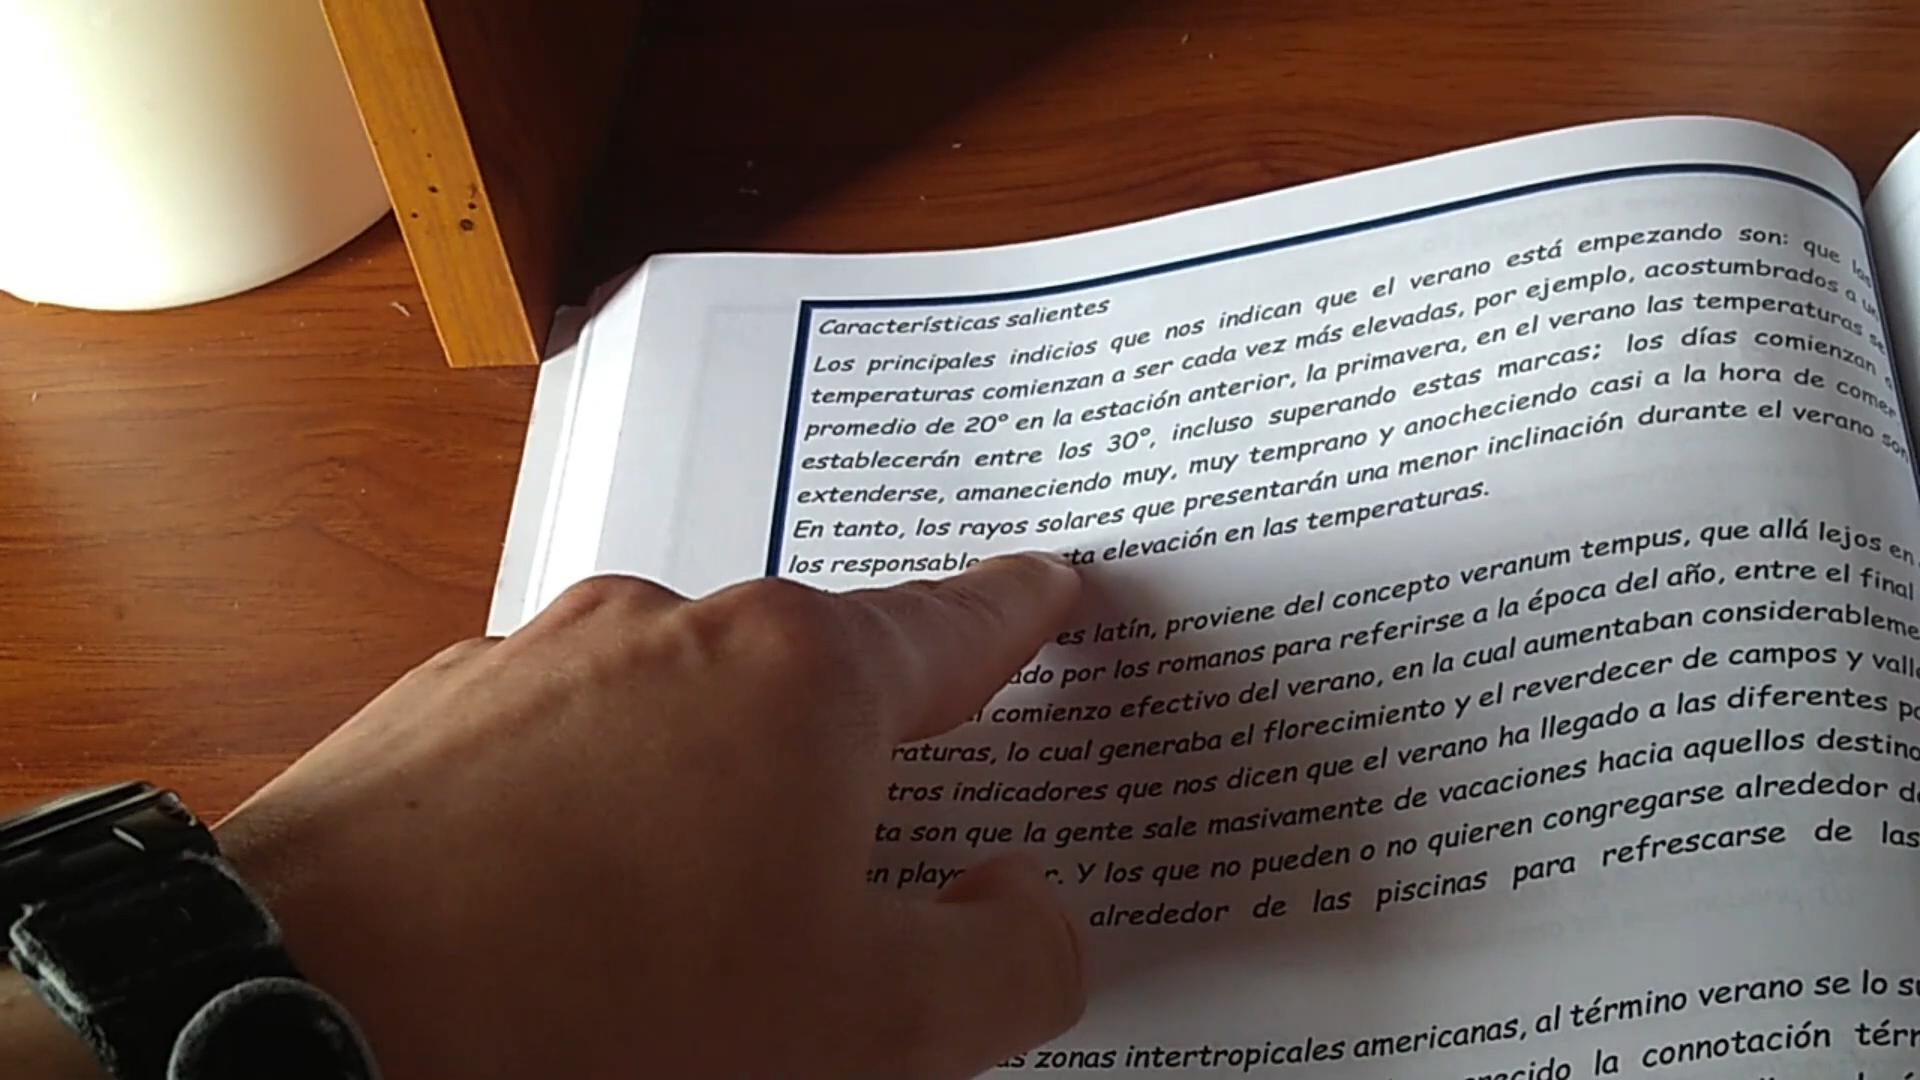 Características salientes
Los principales indicios que nos indican que el verano está empezando son: que las
temperaturas comienzan a ser cada vez más elevadas, por ejemplo, acostumbrados a un
promedio de 20° en la estación anterior, la primavera, en el verano las temperaturas se
establecerán entre los 30°, incluso superando estas marcas; los días comienzan a
extenderse, amaneciendo muy, muy temprano y anocheciendo casi a la hora de comer
En tanto, los rayos solares que presentarán una menor inclinación durante el verano son
los elevación en las temperaturas.
es latín, proviene del concepto veranum tempus, que allá lejos en
por los romanos para referirse a la época del año, entre el final
comienzo efectivo del verano, en la cual aumentaban
raturas, lo cual generaba el florecimiento y el reverdecer de campos y
tros indicadores que nos dicen que el verano ha llegado a las diferentes
ta son que la gente sale masivamente de vacaciones hacia aquellos
Y los que no pueden o no quieren congregarse alrededor
alrededor de las piscinas para refrescarse de las
zonas intertropicales americanas, al término verano se lo
la connotación